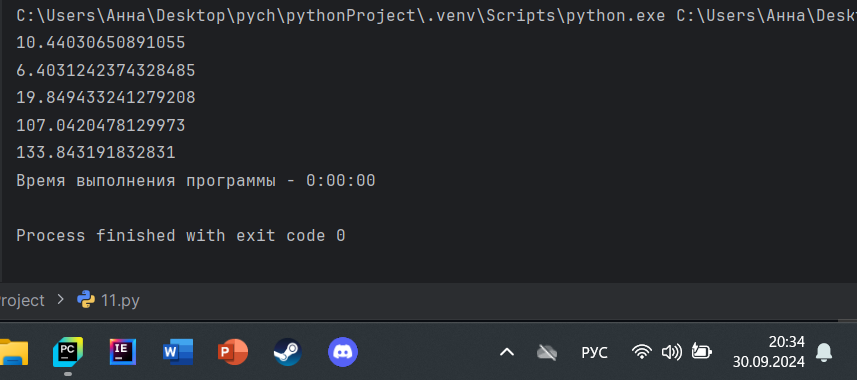 C:\Users\Анна\Desktop\pych\pythonProject\.venv\Scripts\python.exe C:\Users\Анна\Desk
10.44030650891055
6.4031242374328485
19.849433241279208
107.0420478129973
133.843191832831
Время выполнения программы - 0:00:00
Process finished with exit code 0
roject > 11.py
PC
IE
W
P
РУС
20:34
30.09.2024